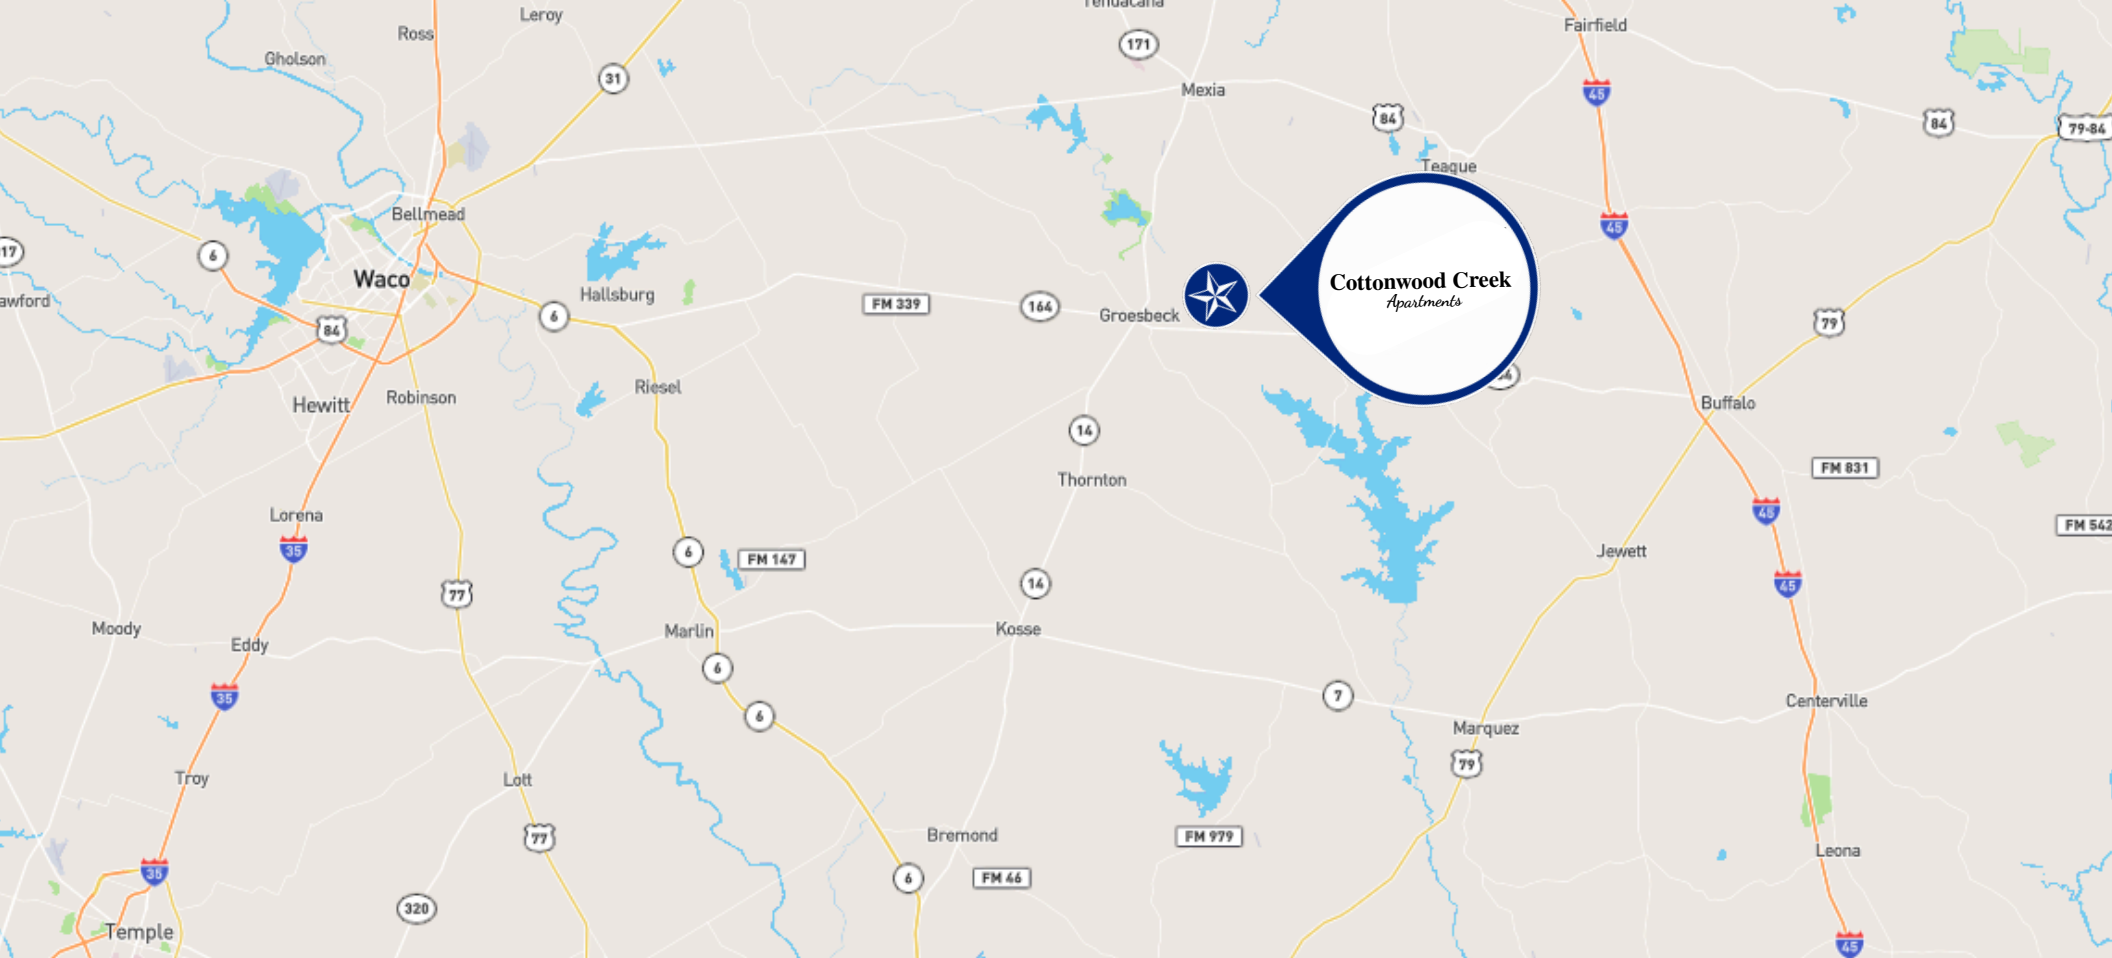 Tehuacana
Leroy
Ross
Fairfield
171
Gholson
31
Mexia
45
84
84
79-84
Teague
Bellmead
45
17
6
Waco
Cottonwood Creek
Apartments
Hallsburg
awford
FM 339
164
Groesbeck
6
84
79
Riesel
Robinson
Hewitt
Buffalo
14
FM 831
Thornton
Lorena
45
FM 542
35
6
FM 147
Jewett
14
45
77
Moody
Marlin
Kosse
Eddy
6
35
7
Centerville
6
Marquez
79
Troy
Lott
77
Bremond
FM 979
Leona
35
6
FM 46
320
Temple
45